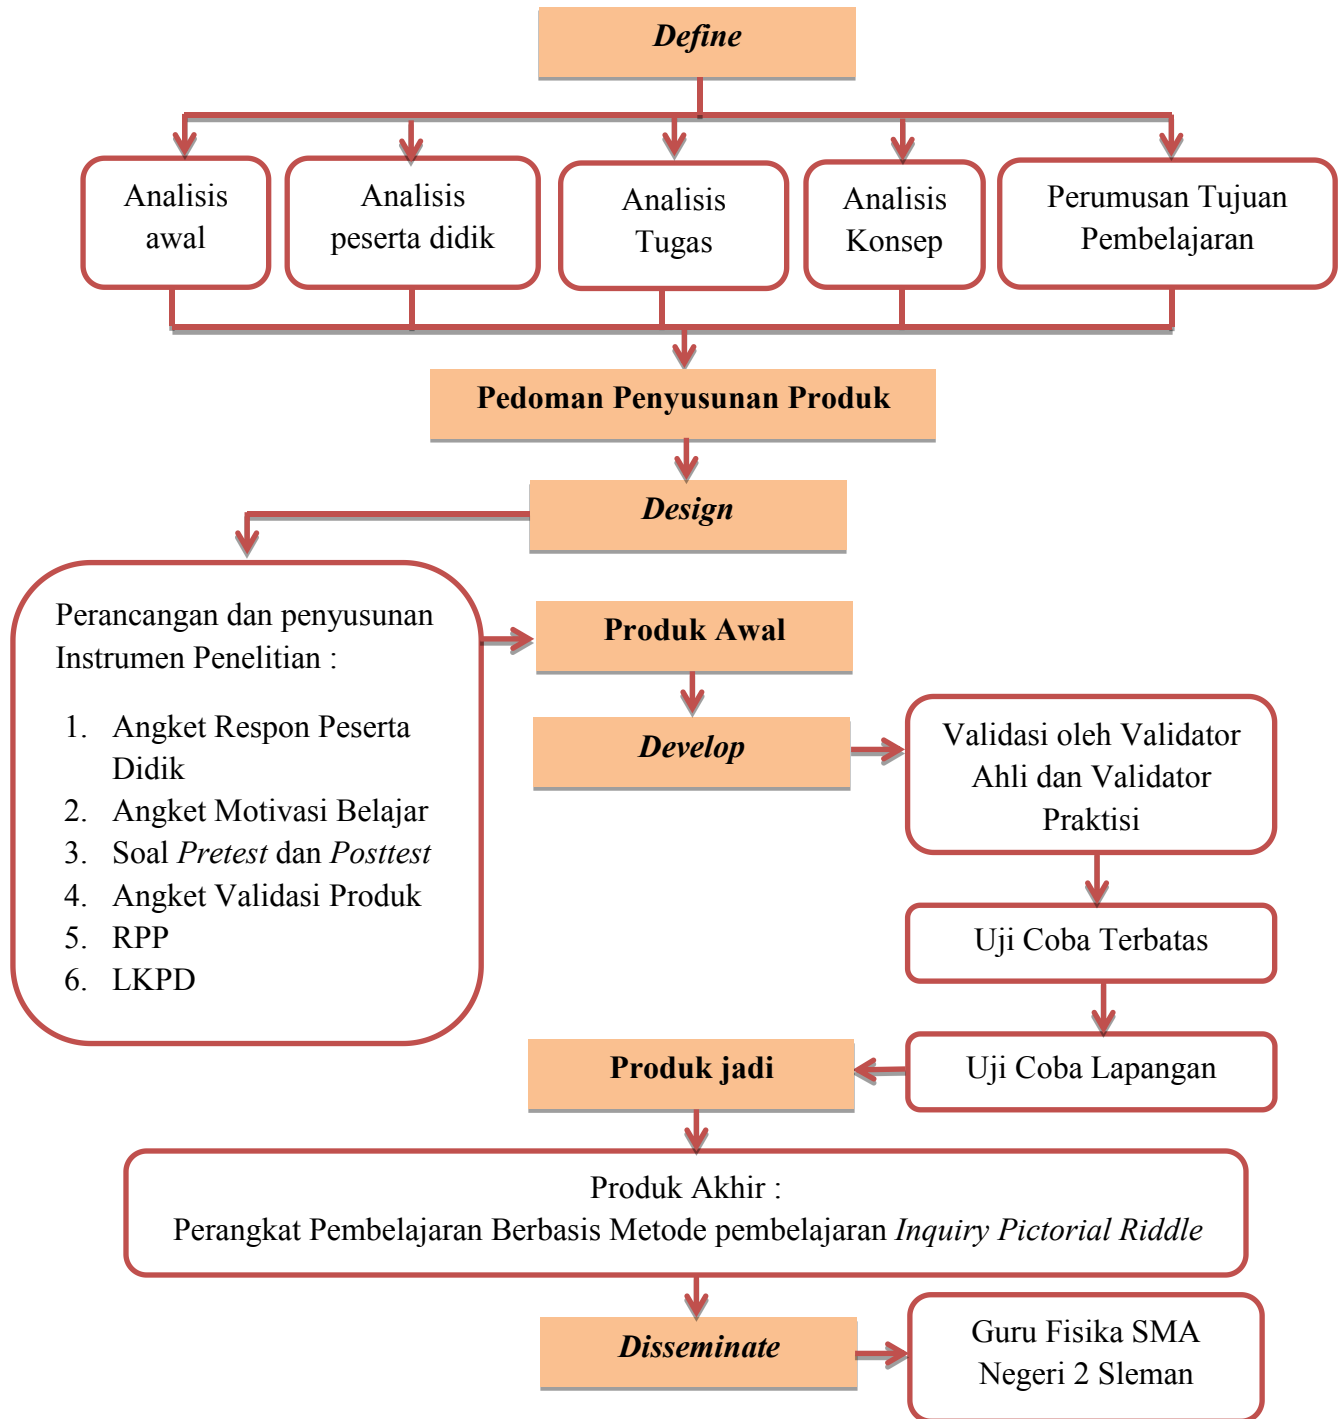 Define
Analisis
awal
Analisis
peserta didik
Analisis
Tugas
Analisis
Konsep
Perumusan Tujuan
Pembelajaran
Pedoman Penyusunan Produk
Design
Perancangan dan penyusunan
Instrumen Penelitian :
1. Angket Respon Peserta
Didik
2. Angket Motivasi Belajar
3. Soal Pretest dan Posttest
4. Angket Validasi Produk
5. RPP
6. LKPD
Produk Awal
Develop
Validasi oleh Validator
Ahli dan Validator
Praktisi
Uji Coba Terbatas
Uji Coba Lapangan
Produk jadi
Produk Akhir :
Perangkat Pembelajaran Berbasis Metode pembelajaran Inquiry Pictorial Riddle
Disseminate
Guru Fisika SMA
Negeri 2 Sleman